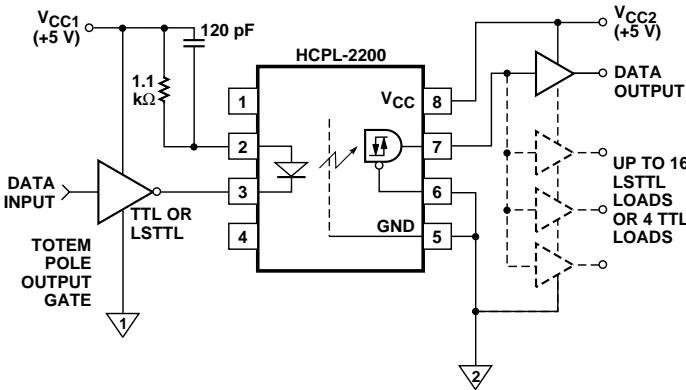 VCC1
(+5 V)
120 pF
1.1
kΩ
HCPL-2200
1
2
3
4
VCC
8
7
6
GND
5
VCC2
(+5 V)
DATA
OUTPUT
UP TO 16
LSTTL
LOADS
OR 4 TTL
LOADS
DATA
INPUT
TTL OR
LSTTL
TOTEM
POLE
OUTPUT
GATE
1
2